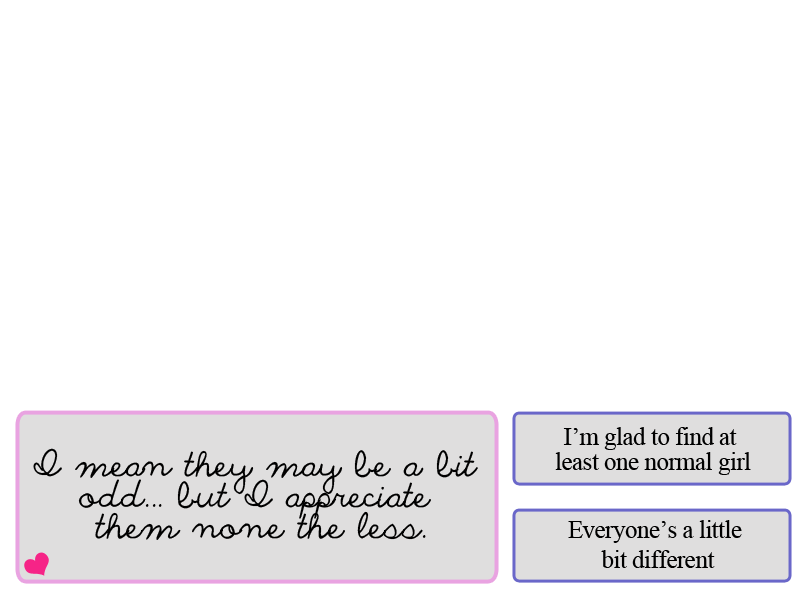 I mean they may be a bit
odd... but I appreciate
them none the less.
I'm glad to find at
least one normal girl
Everyone's a little
bit different